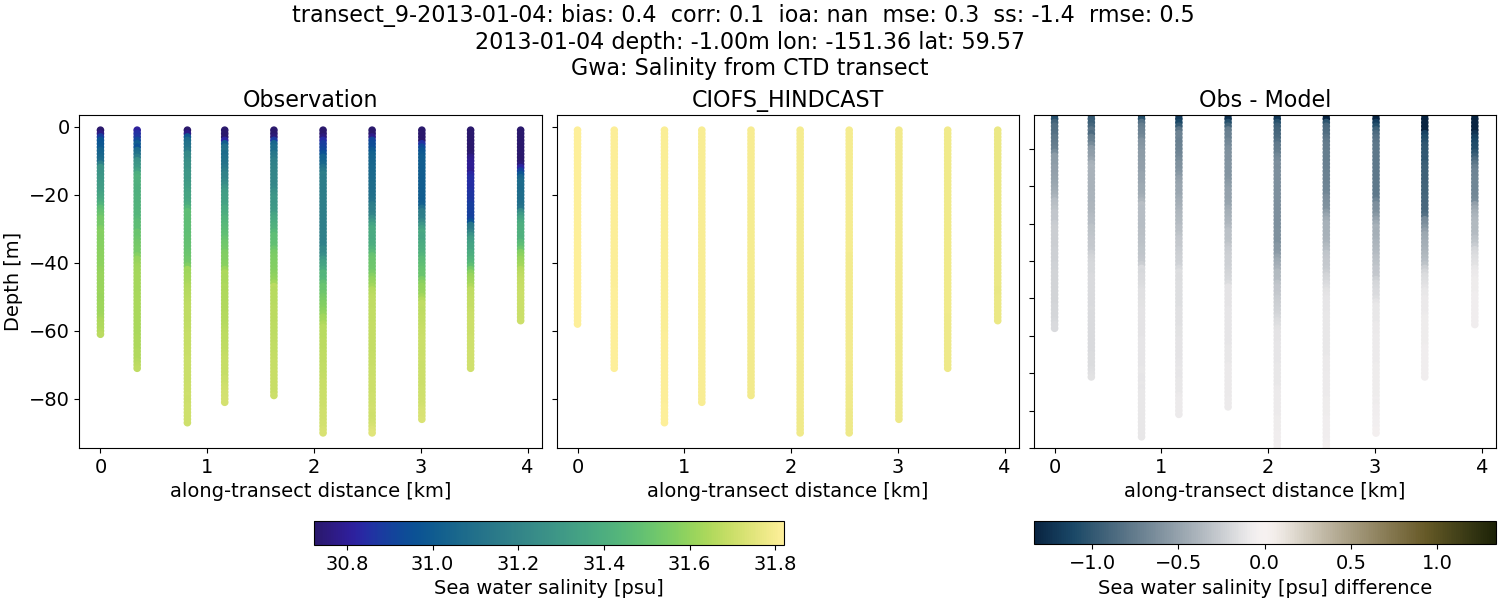 transect_9-2013-01-04: bias: 0.4  corr: 0.1  ioa: nan  mse: 0.3  ss: -1.4  rmse: 0.5
2013-01-04 depth: -1.00m lon: -151.36 lat: 59.57
Gwa: Salinity from CTD transect
Observation
CIOFS_HINDCAST
Obs - Model
Depth [m]
0
−20
−40
−60
−80
0 1 2 3 4
0 1 2 3 4
0 1 2 3 4
along-transect distance [km]
along-transect distance [km]
along-transect distance [km]
30.8 31.0 31.2 31.4 31.6 31.8
Sea water salinity [psu]
−1.0 −0.5 0.0 0.5 1.0
Sea water salinity [psu] difference